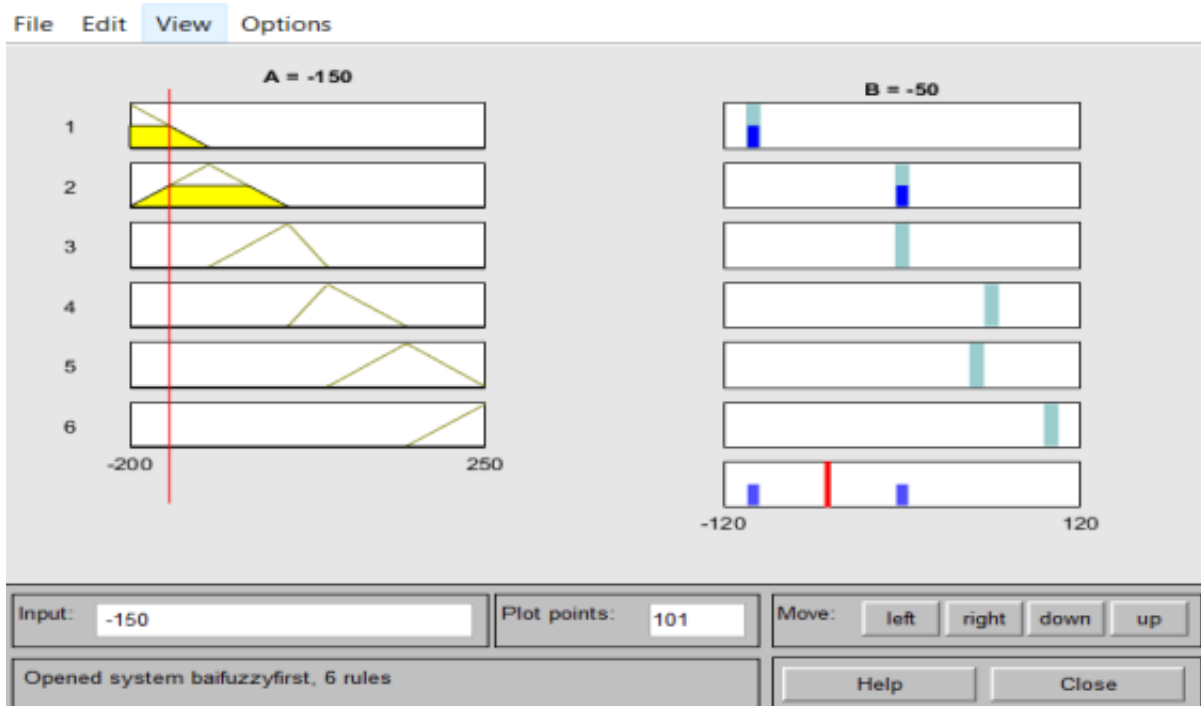 File Edit View Options
A = -150
B = -50
1
2
3
4
5
6
-200 250
-120 120
Input: -150 Plot points: 101 Move: left right down up
Opened system baifuzzyfirst, 6 rules Help Close